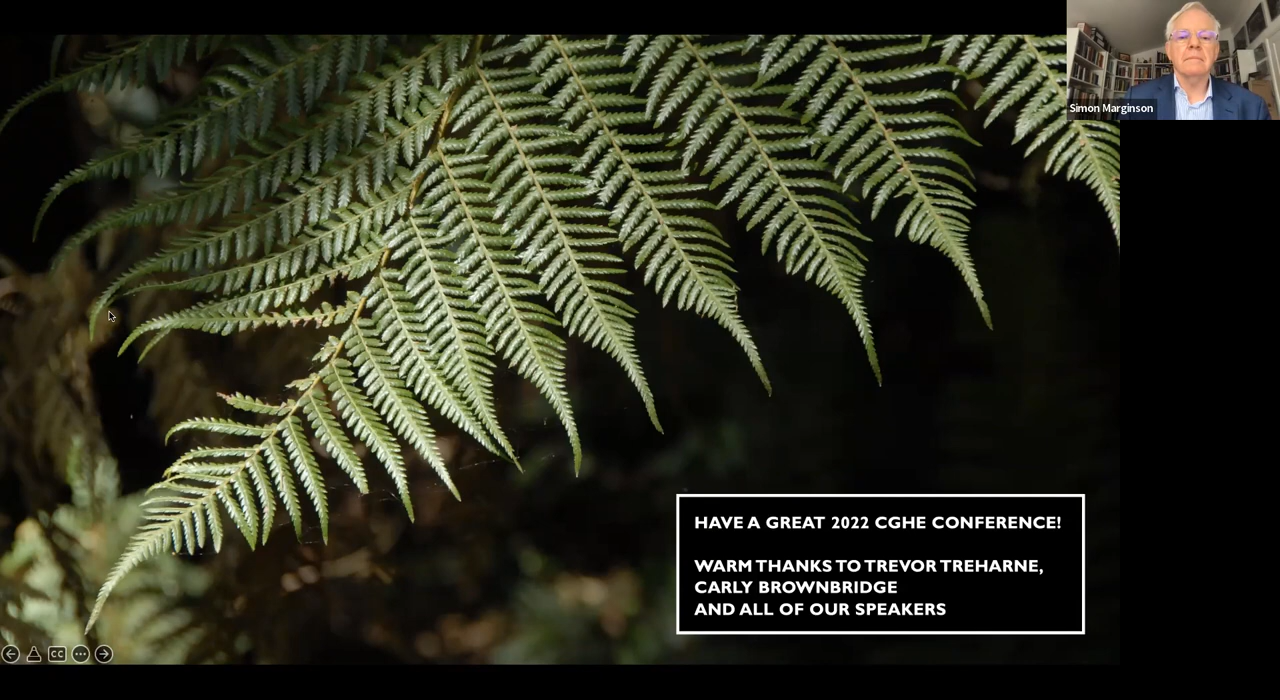 Simon Marginson
HAVE A GREAT 2022 CGHE CONFERENCE!
WARM THANKS TO TREVOR TREHARNE,
CARLY BROWNBRIDGE
AND ALL OF OUR SPEAKERS
CC